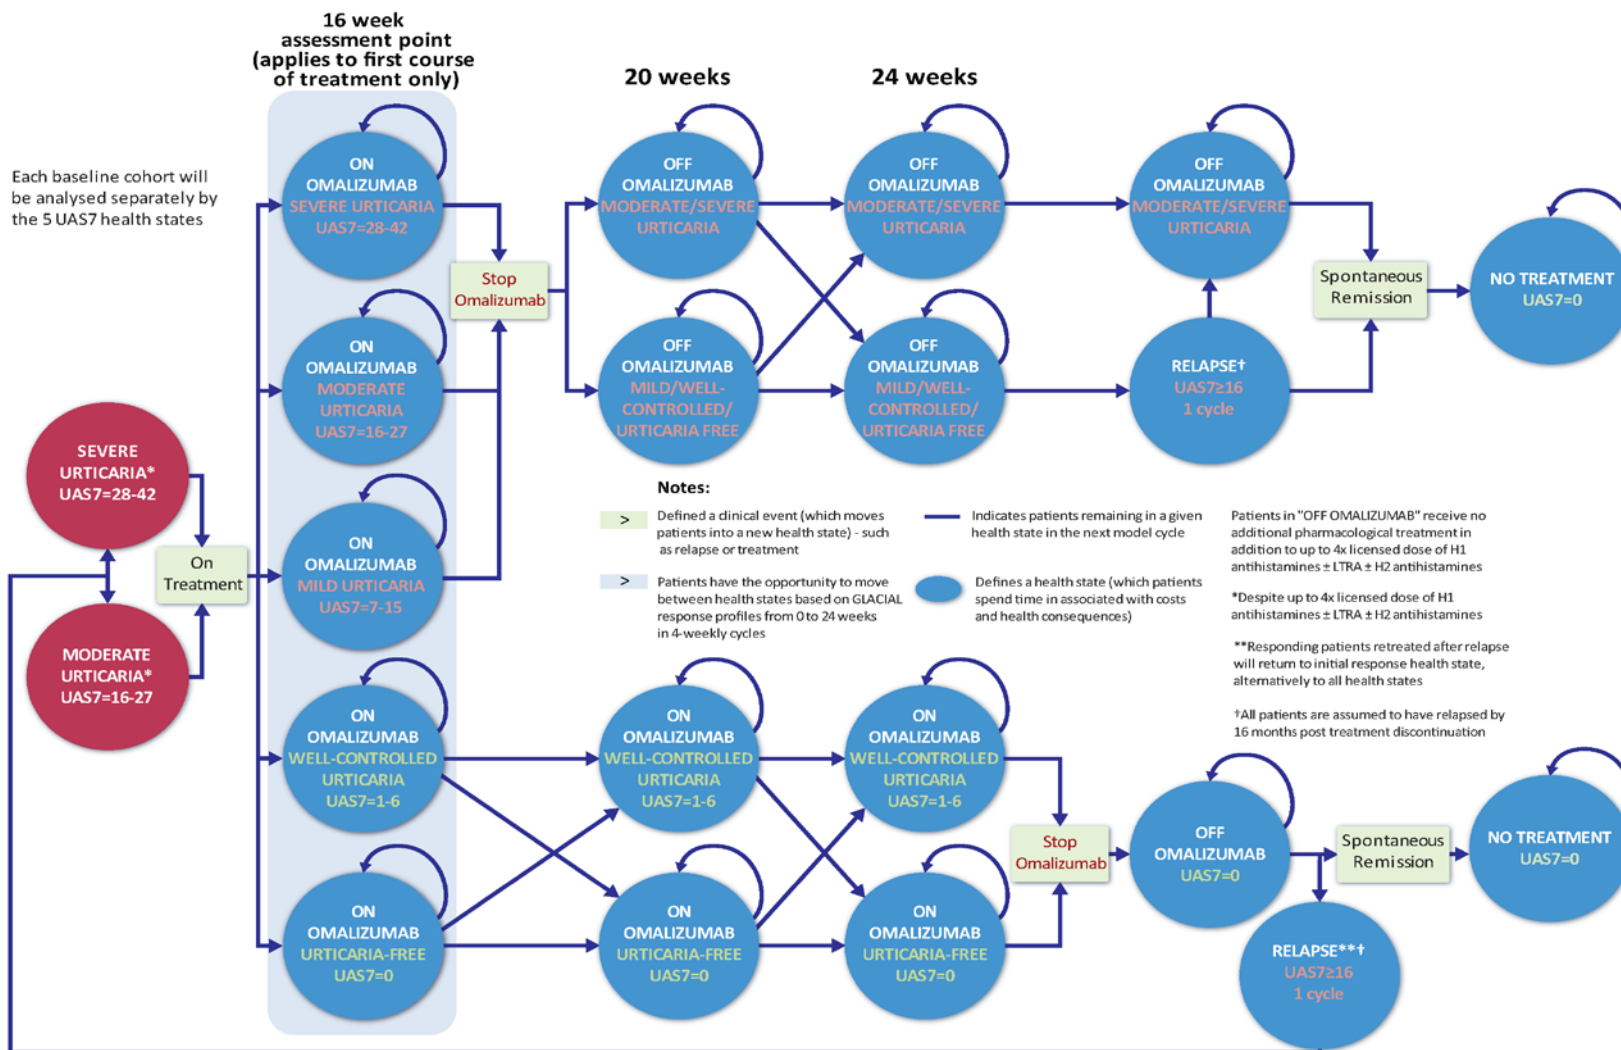 16 week
assessment point
(applies to first course
of treatment only)
20 weeks
24 weeks
Each baseline cohort will
be analysed separately by
the 5 UAS7 health states
ON
OMALIZUMAB
SEVERE URTICARIA
UAS7=28-42
Stop
Omalizumab
OFF
OMALIZUMAB
MODERATE/SEVERE
URTICARIA
OFF
OMALIZUMAB
MODERATE/SEVERE
URTICARIA
OFF
OMALIZUMAB
MODERATE/SEVERE
URTICARIA
Spontaneous
Remission
NO TREATMENT
UAS7=0
ON
OMALIZUMAB
MODERATE
URTICARIA
UAS7=16-27
OFF
OMALIZUMAB
MILD/WELL-
CONTROLLED/
URTICARIA FREE
OFF
OMALIZUMAB
MILD/WELL-
CONTROLLED/
URTICARIA FREE
RELAPSE†
UAS7≥16
1 cycle
SEVERE
URTICARIA*
UAS7=28-42
On
Treatment
MODERATE
URTICARIA*
UAS7=16-27
ON
OMALIZUMAB
MILD URTICARIA
UAS7=7-15
Notes:
>
Defined a clinical event (which moves
patients into a new health state) - such
as relapse or treatment
>
Patients have the opportunity to move
between health states based on GLACIAL
response profiles from 0 to 24 weeks
in 4-weekly cycles
Indicates patients remaining in a given
health state in the next model cycle
Defines a health state (which patients
spend time in associated with costs
and health consequences)
Patients in "OFF OMALIZUMAB" receive no
additional pharmacological treatment in
addition to up to 4x licensed dose of H1
antihistamines ± LTRA ± H2 antihistamines
*Despite up to 4x licensed dose of H1
antihistamines ± LTRA ± H2 antihistamines
**Responding patients retreated after relapse
will return to initial response health state,
alternatively to all health states
†All patients are assumed to have relapsed by
16 months post treatment discontinuation
ON
OMALIZUMAB
WELL-CONTROLLED
URTICARIA
UAS7=1-6
ON
OMALIZUMAB
WELL-CONTROLLED
URTICARIA
UAS7=1-6
ON
OMALIZUMAB
WELL-CONTROLLED
URTICARIA
UAS7=1-6
Stop
Omalizumab
OFF
OMALIZUMAB
UAS7=0
Spontaneous
Remission
NO TREATMENT
UAS7=0
ON
OMALIZUMAB
URTICARIA-FREE
UAS7=0
ON
OMALIZUMAB
URTICARIA-FREE
UAS7=0
ON
OMALIZUMAB
URTICARIA-FREE
UAS7=0
RELAPSE**†
UAS7≥16
1 cycle